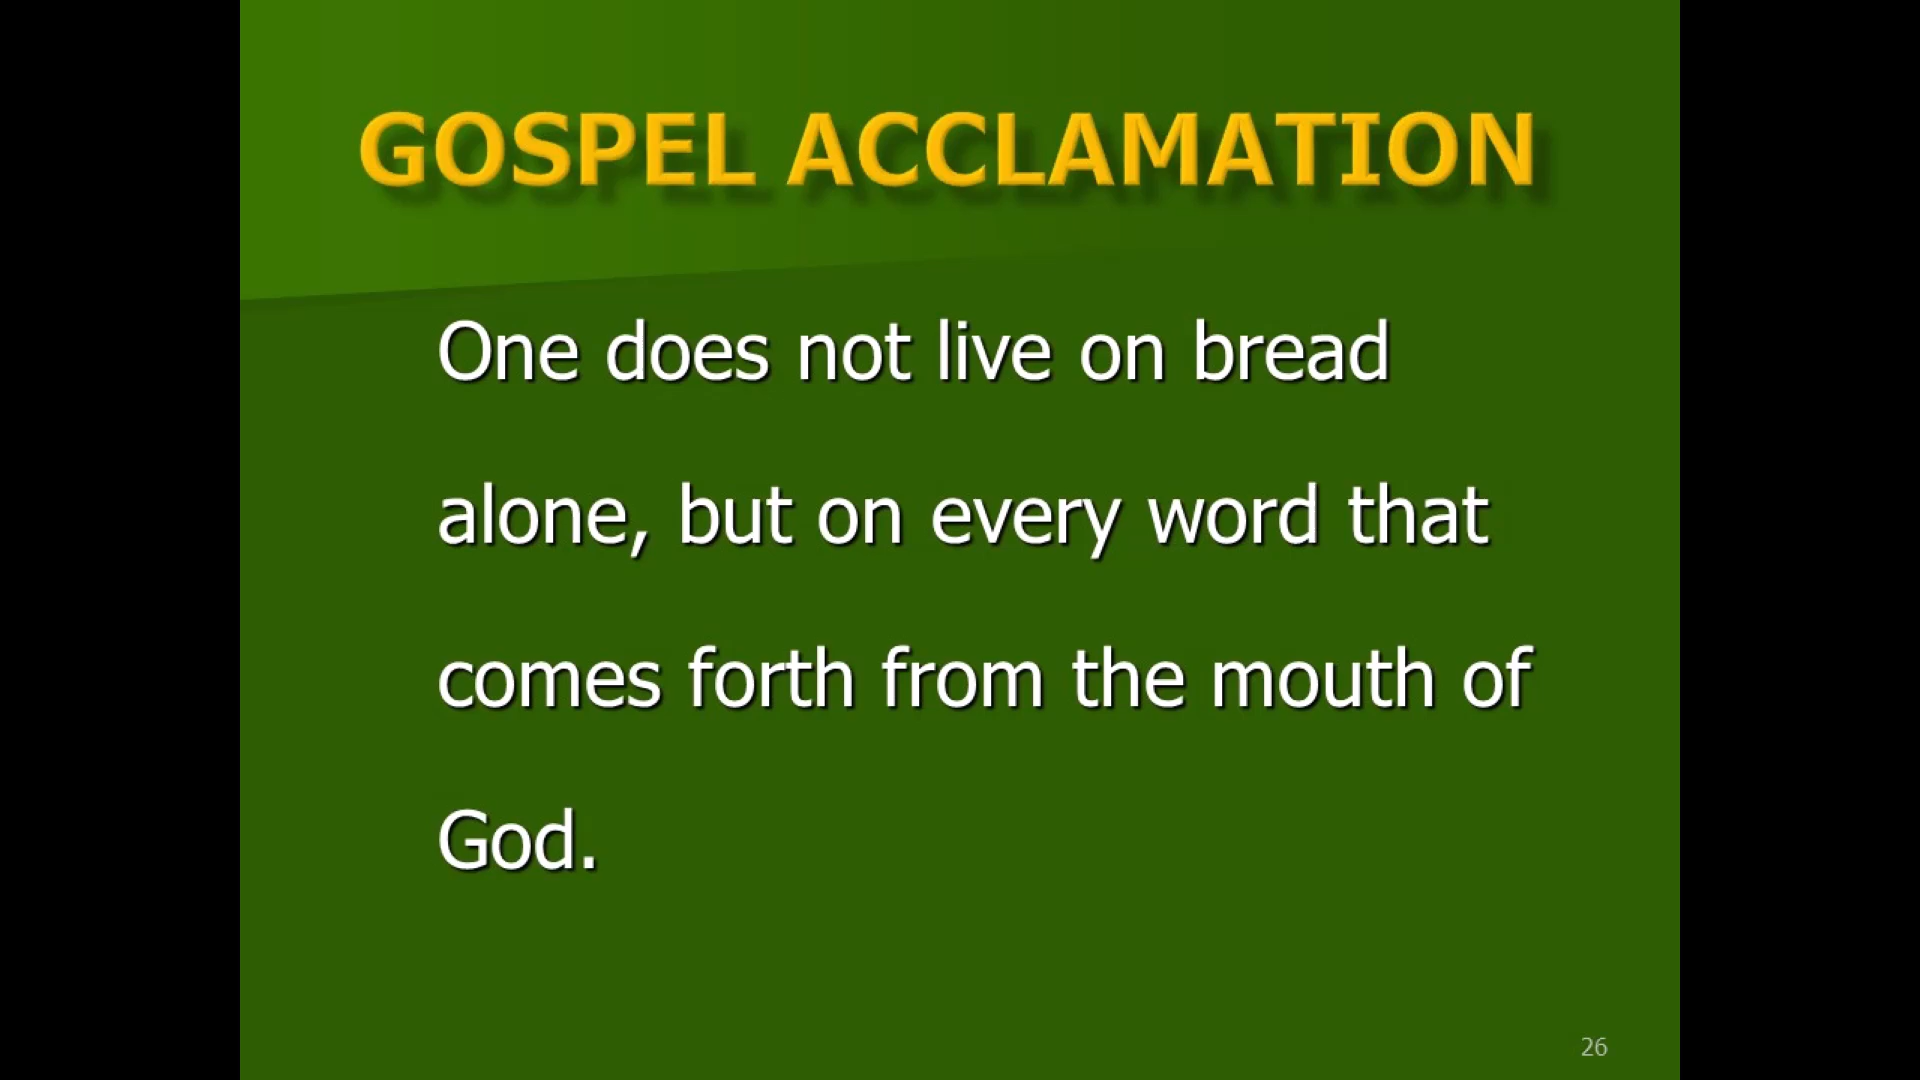 GOSPEL ACCLAMATION
One does not live on bread
alone, but on every word that
comes forth from the mouth of
God.
26